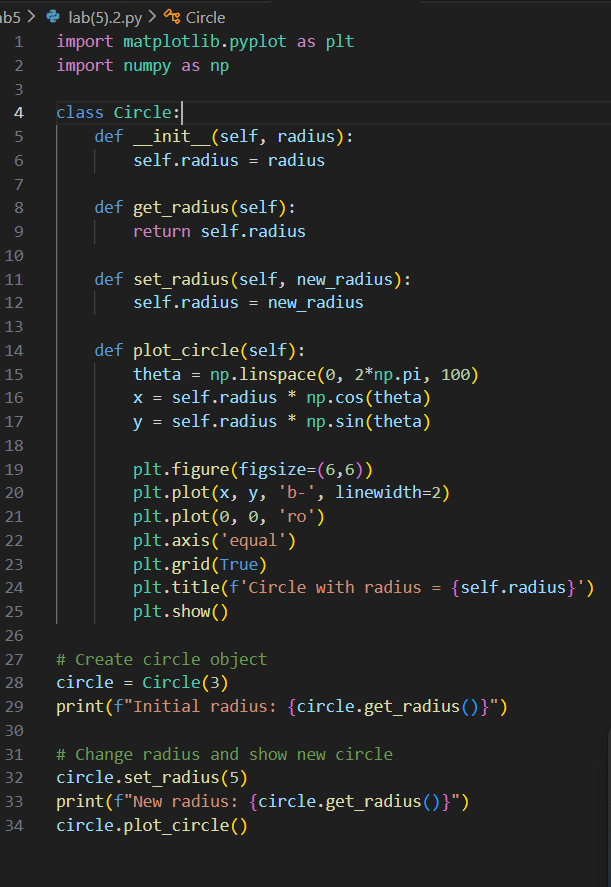 ab5 > lab(5).2.py > Circle
1 import matplotlib.pyplot as plt
2 import numpy as np
3
4 class Circle:
5     def __init__(self, radius):
6         self.radius = radius
7
8     def get_radius(self):
9         return self.radius
10
11     def set_radius(self, new_radius):
12         self.radius = new_radius
13
14     def plot_circle(self):
15         theta = np.linspace(0, 2*np.pi, 100)
16         x = self.radius * np.cos(theta)
17         y = self.radius * np.sin(theta)
18
19         plt.figure(figsize=(6,6))
20         plt.plot(x, y, 'b-', linewidth=2)
21         plt.plot(0, 0, 'ro')
22         plt.axis('equal')
23         plt.grid(True)
24         plt.title(f'Circle with radius = {self.radius}')
25         plt.show()
26
27 # Create circle object
28 circle = Circle(3)
29 print(f"Initial radius: {circle.get_radius()}")
30
31 # Change radius and show new circle
32 circle.set_radius(5)
33 print(f"New radius: {circle.get_radius()}")
34 circle.plot_circle()